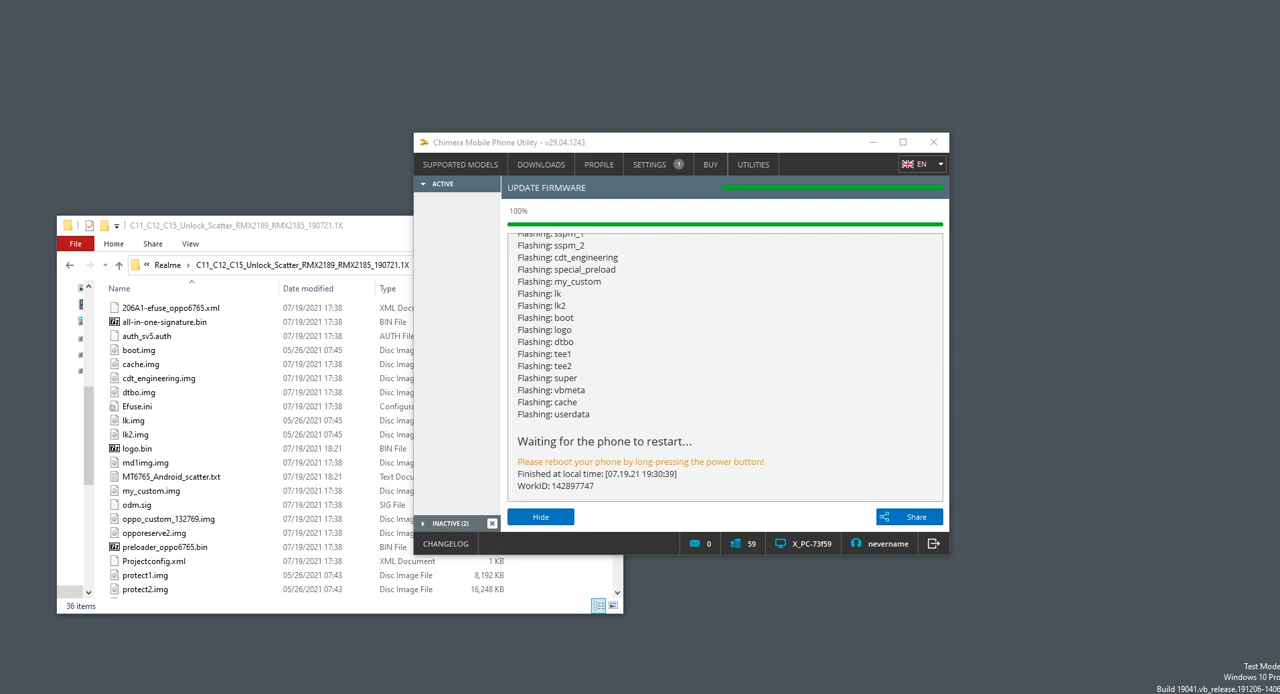 C11_C12_C15_Unlock_Scatter_RMX2189_RMX2185_190721.1X
File Home Share View
« Realme › C11_C12_C15_Unlock_Scatter_RMX2189_RMX2185_190721.1X
Name Date modified Type
206A1-efuse_oppo6765.xml 07/19/2021 17:38 XML Docum
all-in-one-signature.bin 07/19/2021 17:38 BIN File
auth_sv5.auth 07/19/2021 17:38 AUTH File
boot.img 05/26/2021 07:45 Disc Imag
cache.img 07/19/2021 17:38 Disc Imag
cdt_engineering.img 07/19/2021 17:38 Disc Imag
dtbo.img 07/19/2021 17:38 Disc Imag
Efuse.ini 07/19/2021 17:38 Configura
lk.img 05/26/2021 07:45 Disc Imag
lk2.img 05/26/2021 07:45 Disc Imag
logo.bin 07/19/2021 18:21 BIN File
md1img.img 07/19/2021 17:38 Disc Imag
MT6765_Android_scatter.txt 07/19/2021 18:21 Text Docu
my_custom.img 07/19/2021 17:38 Disc Imag
odm.sig 07/19/2021 17:38 SIG File
oppo_custom_132769.img 07/19/2021 17:38 Disc Imag
opporeserve2.img 07/19/2021 17:38 Disc Imag
preloader_oppo6765.bin 07/19/2021 17:38 BIN File
Projectconfig.xml 07/19/2021 17:38 XML Document 1 KB
protect1.img 05/26/2021 07:43 Disc Image File 8,192 KB
protect2.img 05/26/2021 07:43 Disc Image File 16,248 KB
36 items
Chimera Mobile Phone Utility - v29.04.1243
SUPPORTED MODELS DOWNLOADS PROFILE SETTINGS 1 BUY UTILITIES EN
ACTIVE
UPDATE FIRMWARE
100%
Flashing: sspm_1
Flashing: sspm_2
Flashing: cdt_engineering
Flashing: special_preload
Flashing: my_custom
Flashing: lk
Flashing: lk2
Flashing: boot
Flashing: logo
Flashing: dtbo
Flashing: tee1
Flashing: tee2
Flashing: super
Flashing: vbmeta
Flashing: cache
Flashing: userdata
Waiting for the phone to restart...
Please reboot your phone by long-pressing the power button!
Finished at local time: [07.19.21 19:30:39]
WorkID: 142897747
Hide Share
INACTIVE (2)
CHANGELOG 0 59 X_PC-73f59 nevername
Test Mode
Windows 10 Pro
Build 19041.vb_release.191206-1406